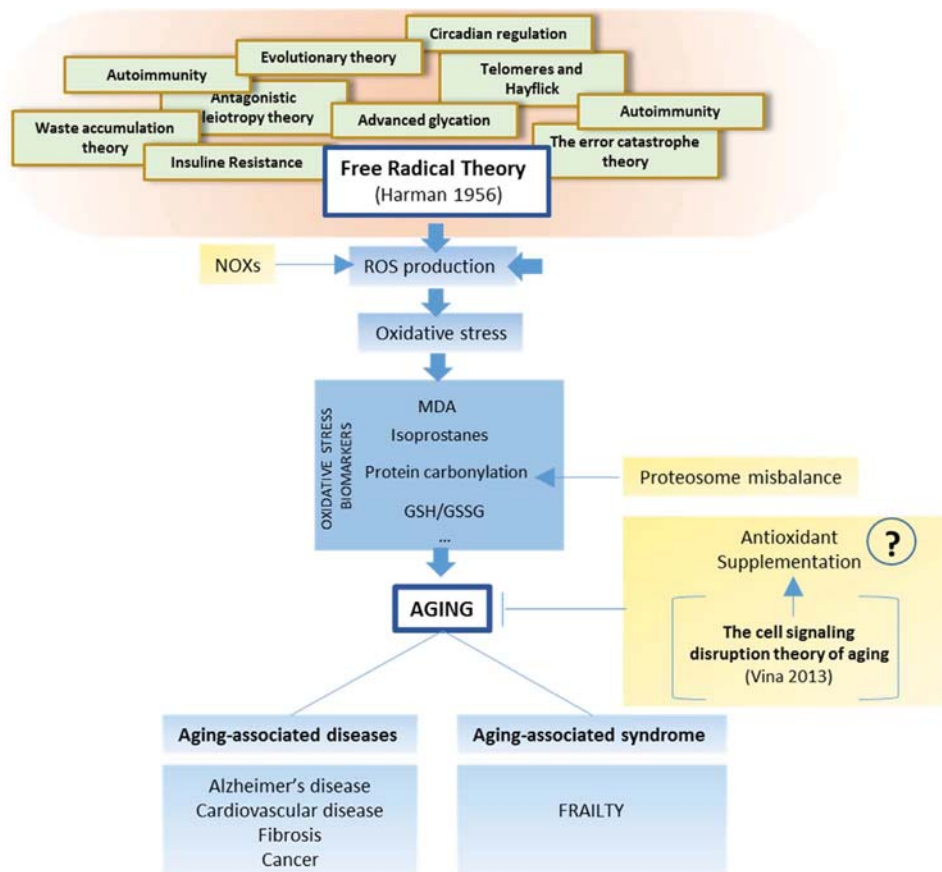 Circadian regulation
Evolutionary theory
Autoimmunity
Telomeres and
Hayflick
Antagonistic
leiotropy theory
Advanced glycation
Autoimmunity
Waste accumulation
theory
Insuline Resistance
The error catastrophe
theory
Free Radical Theory
(Harman 1956)
NOXs
ROS production
Oxidative stress
OXIDATIVE STRESS
BIOMARKERS
MDA
Isoprostanes
Protein carbonylation
GSH/GSSG
...
Proteosome misbalance
Antioxidant
Supplementation
?
The cell signaling
disruption theory of aging
(Vina 2013)
AGING
Aging-associated diseases
Aging-associated syndrome
Alzheimer's disease
Cardiovascular disease
Fibrosis
Cancer
FRAILTY